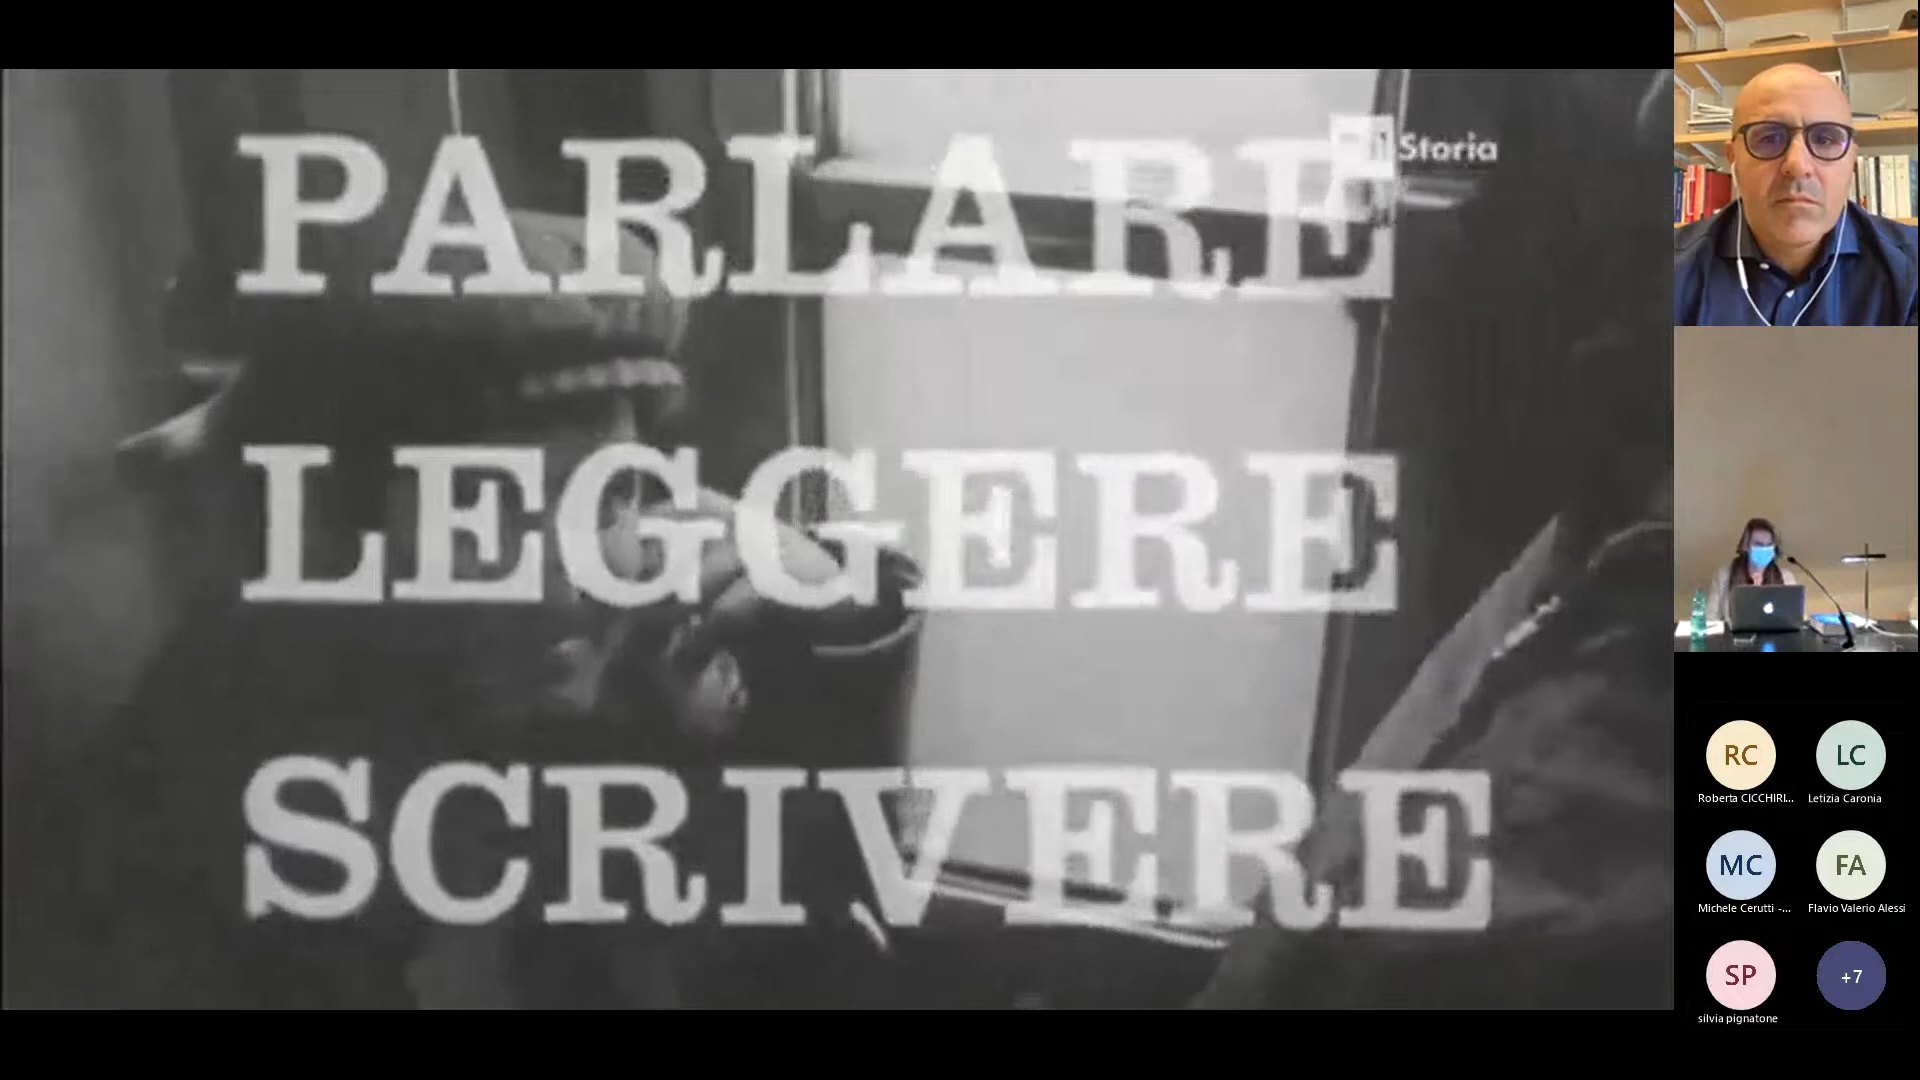 PARLARE
Storia
LEGGERE
SCRIVERE
RC
LC
Roberta CICCHIRI...
Letizia Caronia
MC
FA
Michele Cerutti -...
Flavio Valerio Alessi
SP
+7
silvia pignatone